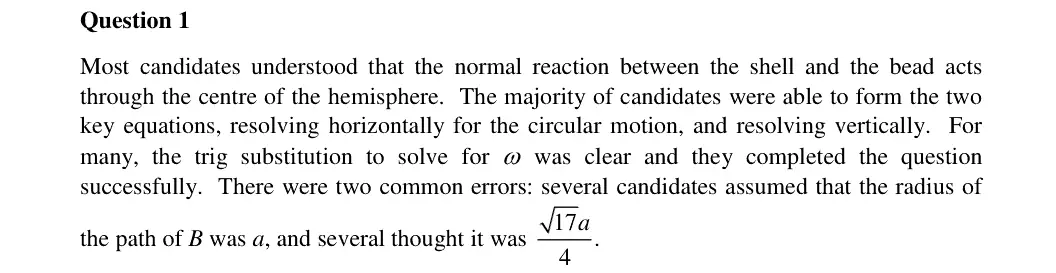 Question 1
Most candidates understood that the normal reaction between the shell and the bead acts
through the centre of the hemisphere. The majority of candidates were able to form the two
key equations, resolving horizontally for the circular motion, and resolving vertically. For
many, the trig substitution to solve for ω was clear and they completed the question
successfully. There were two common errors: several candidates assumed that the radius of
the path of B was a, and several thought it was √17a/4.